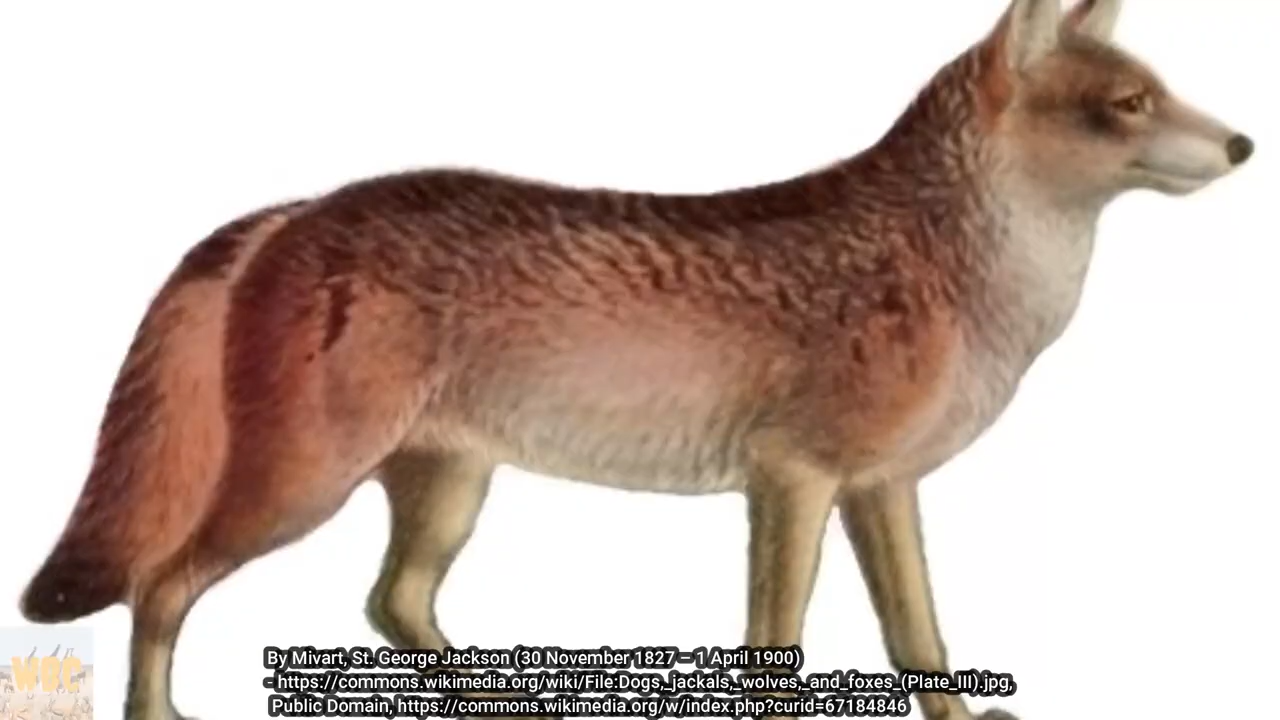 WBC
By Mivart, St. George Jackson (30 November 1827 – 1 April 1900)
- https://commons.wikimedia.org/wiki/File:Dogs,_jackals,_wolves,_and_foxes_(Plate_III).jpg,
Public Domain, https://commons.wikimedia.org/w/index.php?curid=67184846